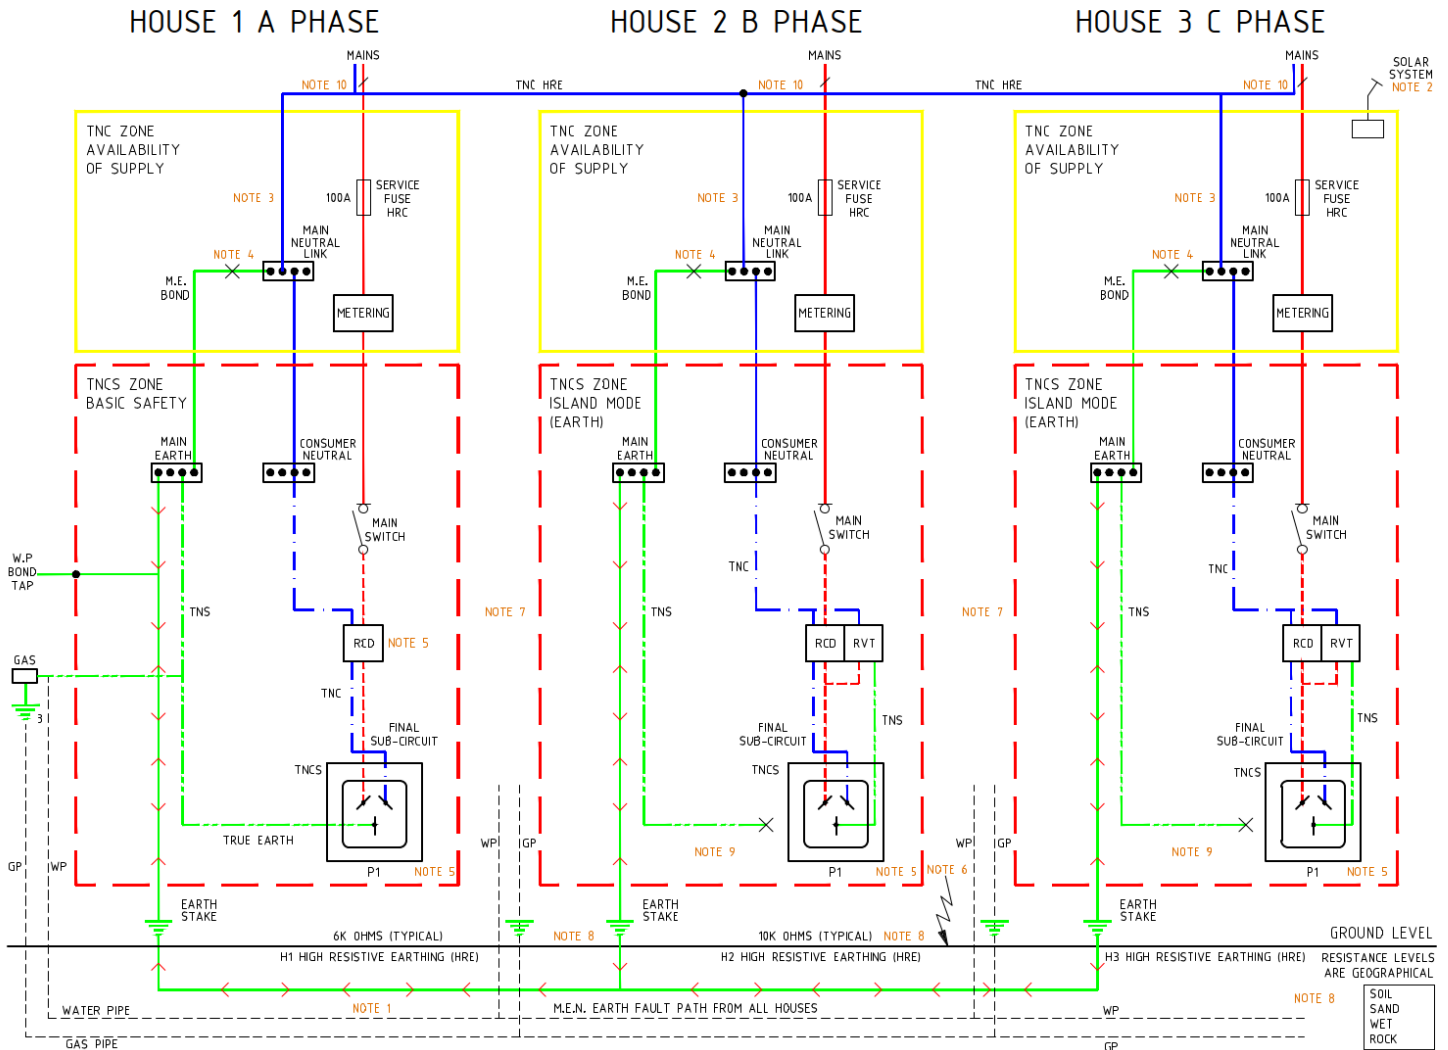 HOUSE 1 A PHASE
HOUSE 2 B PHASE
HOUSE 3 C PHASE
MAINS
MAINS
MAINS
SOLAR
SYSTEM
NOTE 2
NOTE 10
TNC HRE
NOTE 10
TNC HRE
NOTE 10
TNC ZONE
AVAILABILITY
OF SUPPLY
NOTE 3
100A
SERVICE
FUSE
HRC
MAIN
NEUTRAL
LINK
NOTE 4
M.E.
BOND
METERING
TNC ZONE
AVAILABILITY
OF SUPPLY
NOTE 3
100A
SERVICE
FUSE
HRC
MAIN
NEUTRAL
LINK
NOTE 4
M.E.
BOND
METERING
TNC ZONE
AVAILABILITY
OF SUPPLY
NOTE 3
100A
SERVICE
FUSE
HRC
MAIN
NEUTRAL
LINK
NOTE 4
M.E.
BOND
METERING
TNCS ZONE
BASIC SAFETY
MAIN
EARTH
CONSUMER
NEUTRAL
MAIN
SWITCH
W.P
BOND
TAP
TNS
RCD
NOTE 5
GAS
3
TNC
FINAL
SUB-CIRCUIT
TNCS
TRUE EARTH
P1
NOTE 5
GP
WP
NOTE 7
TNCS ZONE
ISLAND MODE
(EARTH)
MAIN
EARTH
CONSUMER
NEUTRAL
MAIN
SWITCH
TNC
TNS
RCD
RVT
TNS
FINAL
SUB-CIRCUIT
TNCS
NOTE 9
P1
NOTE 5
WP
GP
NOTE 7
NOTE 6
TNCS ZONE
ISLAND MODE
(EARTH)
MAIN
EARTH
CONSUMER
NEUTRAL
MAIN
SWITCH
TNC
TNS
RCD
RVT
TNS
FINAL
SUB-CIRCUIT
TNCS
NOTE 9
P1
NOTE 5
WP
GP
EARTH
STAKE
EARTH
STAKE
EARTH
STAKE
6K OHMS (TYPICAL)
NOTE 8
10K OHMS (TYPICAL)
NOTE 8
GROUND LEVEL
H1 HIGH RESISTIVE EARTHING (HRE)
H2 HIGH RESISTIVE EARTHING (HRE)
H3 HIGH RESISTIVE EARTHING (HRE)
RESISTANCE LEVELS
ARE GEOGRAPHICAL
NOTE 8
SOIL
SAND
WET
ROCK
WATER PIPE
NOTE 1
M.E.N. EARTH FAULT PATH FROM ALL HOUSES
WP
GAS PIPE
GP